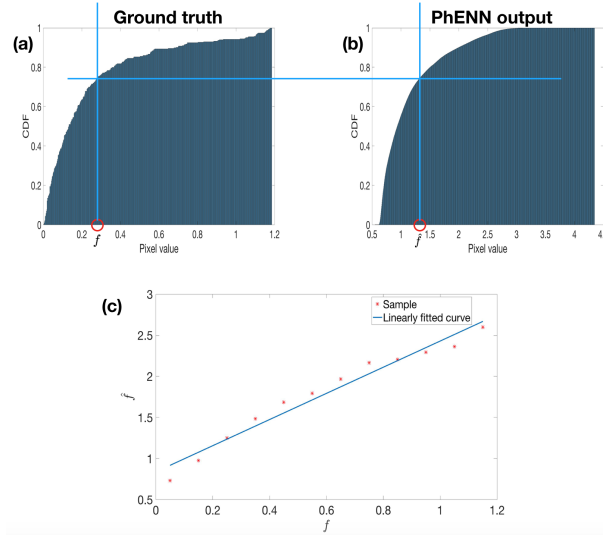 Ground truth
PhENN output
(a)
(b)
1
0.8
0.6
0.4
0.2
0
CDF
0
0.2
0.4
0.6
0.8
1
1.2
f
Pixel value
1
0.8
0.6
0.4
0.2
0
CDF
0.5
1
1.5
2
2.5
3
3.5
4
f̂
Pixel value
(c)
3
2.5
2
1.5
1
0.5
f̂
* Sample
Linearly fitted curve
0
0.2
0.4
0.6
0.8
1
1.2
f